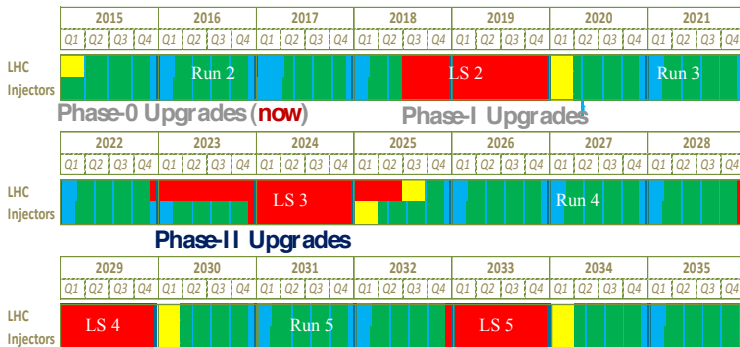 2015 2016 2017 2018 2019 2020 2021
Q1 Q2 Q3 Q4 Q1 Q2 Q3 Q4 Q1 Q2 Q3 Q4 Q1 Q2 Q3 Q4 Q1 Q2 Q3 Q4 Q1 Q2 Q3 Q4 Q1 Q2 Q3 Q4
LHC Run 2 LS 2 Run 3
Injectors
Phase-0 Upgrades (now) Phase-I Upgrades
2022 2023 2024 2025 2026 2027 2028
Q1 Q2 Q3 Q4 Q1 Q2 Q3 Q4 Q1 Q2 Q3 Q4 Q1 Q2 Q3 Q4 Q1 Q2 Q3 Q4 Q1 Q2 Q3 Q4 Q1 Q2 Q3 Q4
LHC LS 3 Run 4
Injectors
Phase-II Upgrades
2029 2030 2031 2032 2033 2034 2035
Q1 Q2 Q3 Q4 Q1 Q2 Q3 Q4 Q1 Q2 Q3 Q4 Q1 Q2 Q3 Q4 Q1 Q2 Q3 Q4 Q1 Q2 Q3 Q4 Q1 Q2 Q3 Q4
LHC LS 4 Run 5 LS 5
Injectors